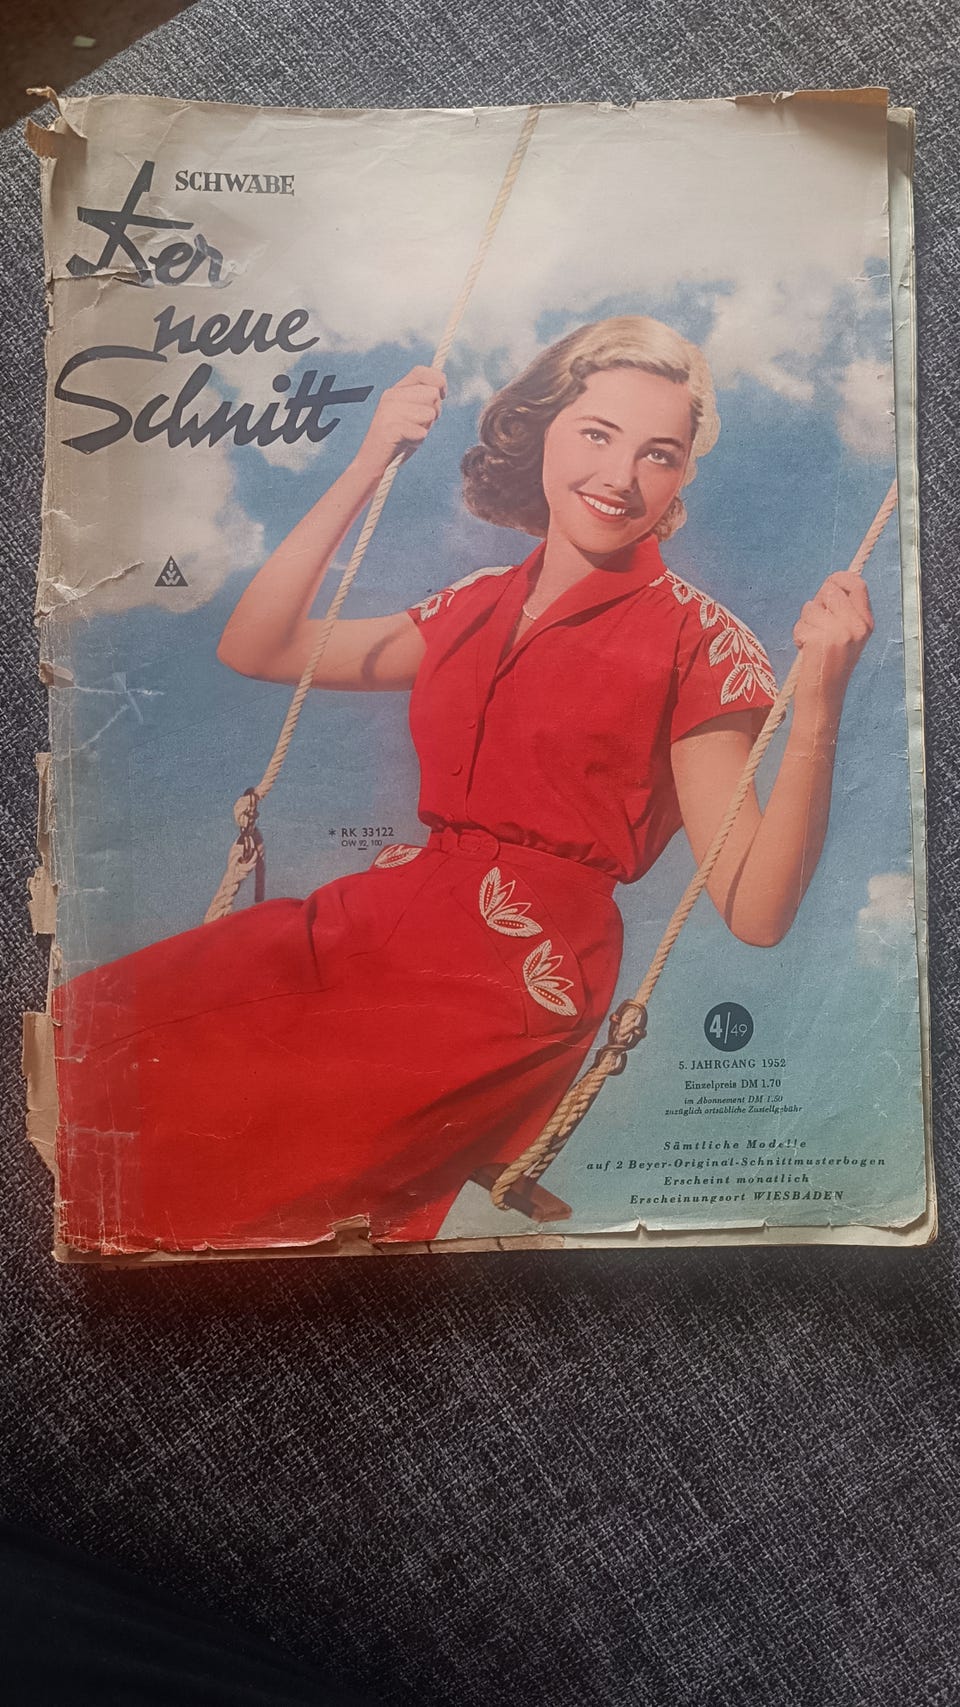 SCHWABE
Der
neue
Schnitt
* RK 33122
OW 92, 100
4/49
5. JAHRGANG 1952
Einzelpreis DM 1.70
im Abonnement DM 1.50
zuzüglich ortsübliche Zustellgebühr
Sämtliche Modelle
auf 2 Beyer-Original-Schnittmusterbogen
Erscheint monatlich
Erscheinungsort WIESBADEN